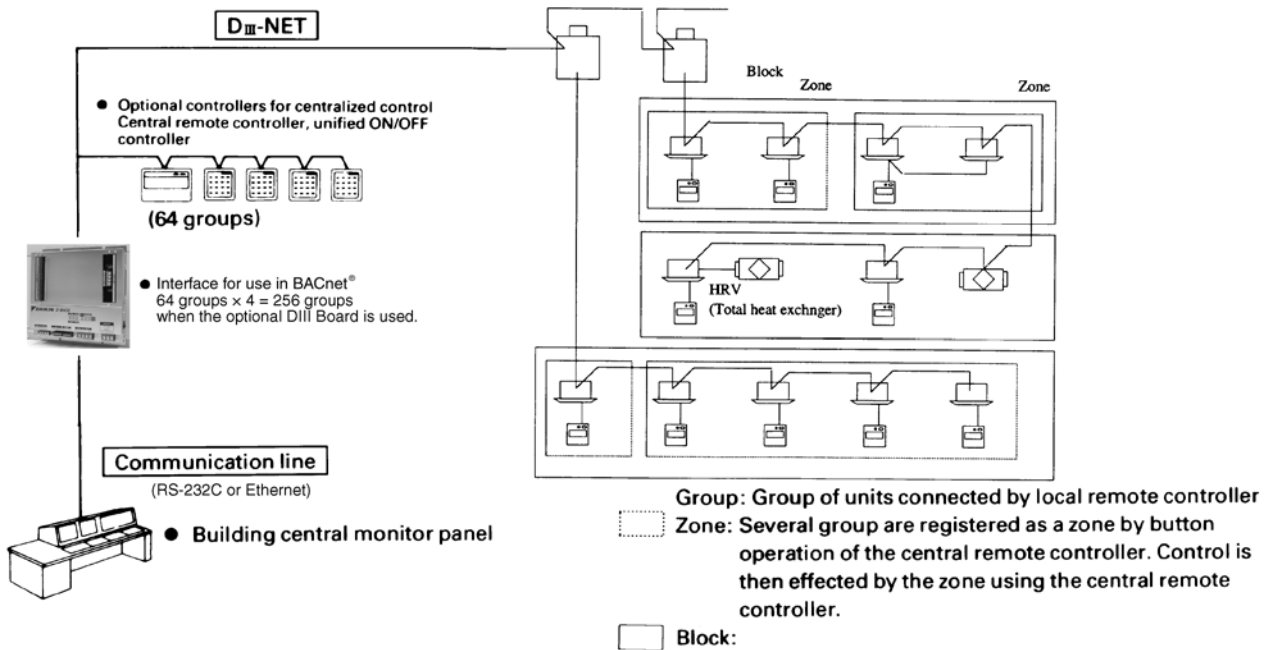 DIII-NET
Block
Zone
Zone
● Optional controllers for centralized control
Central remote controller, unified ON/OFF
controller
(64 groups)
● Interface for use in BACnet®
64 groups × 4 = 256 groups
when the optional DIII Board is used.
HRV
(Total heat exchnger)
Communication line
(RS-232C or Ethernet)
● Building central monitor panel
Group: Group of units connected by local remote controller
Zone: Several group are registered as a zone by button
operation of the central remote controller. Control is
then effected by the zone using the central remote
controller.
Block: